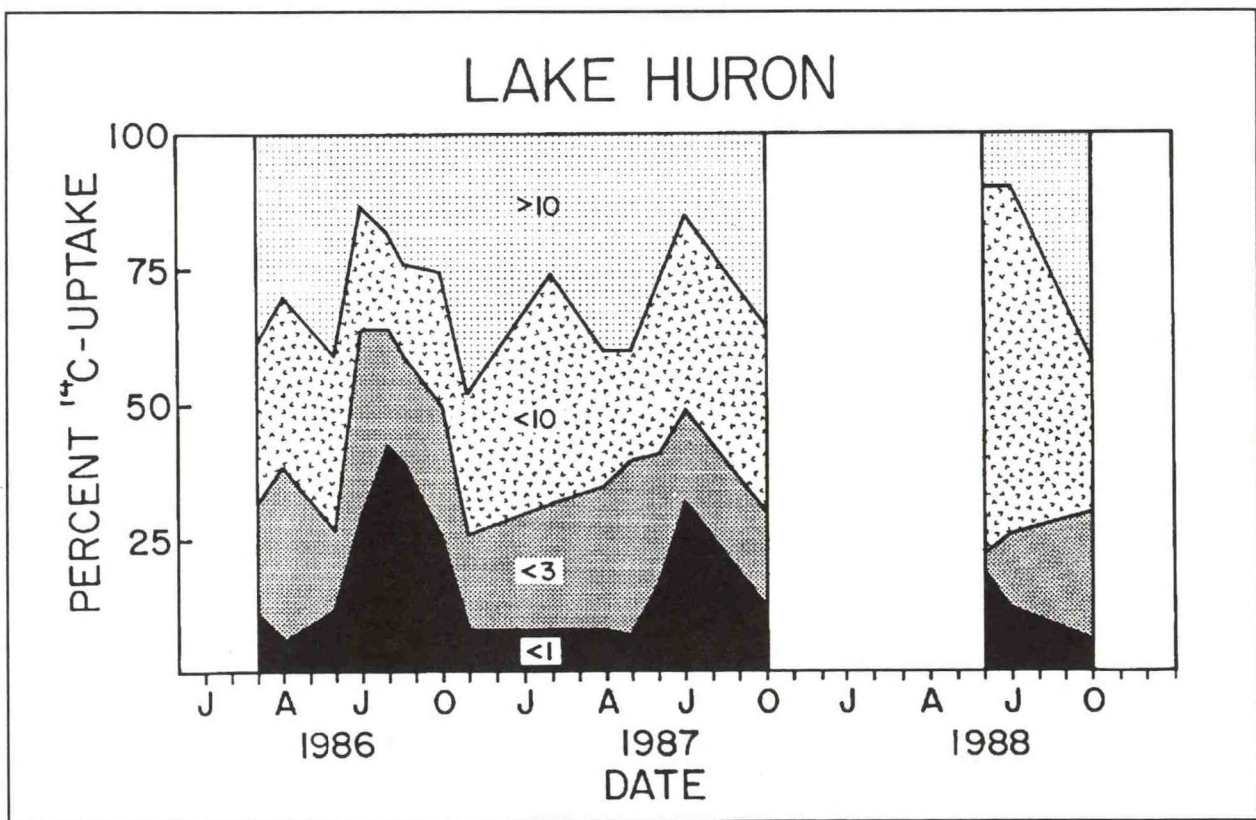 LAKE HURON
PERCENT ¹⁴C-UPTAKE
100
75
50
25
>10
<10
<3
<1
J A J O J A J O J A J O
1986 1987 1988
DATE